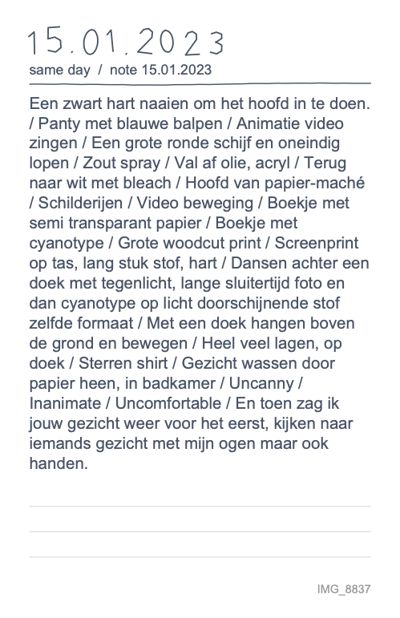 15.01.2023
same day / note 15.01.2023
Een zwart hart naaien om het hoofd in te doen.
/ Panty met blauwe balpen / Animatie video
zingen / Een grote ronde schijf en oneindig
lopen / Zout spray / Val af olie, acryl / Terug
naar wit met bleach / Hoofd van papier-maché
/ Schilderijen / Video beweging / Boekje met
semi transparant papier / Boekje met
cyanotype / Grote woodcut print / Screenprint
op tas, lang stuk stof, hart / Dansen achter een
doek met tegenlicht, lange sluitertijd foto en
dan cyanotype op licht doorschijnende stof
zelfde formaat / Met een doek hangen boven
de grond en bewegen / Heel veel lagen, op
doek / Sterren shirt / Gezicht wassen door
papier heen, in badkamer / Uncanny /
Inanimate / Uncomfortable / En toen zag ik
jouw gezicht weer voor het eerst, kijken naar
iemands gezicht met mijn ogen maar ook
handen.
IMG_8837